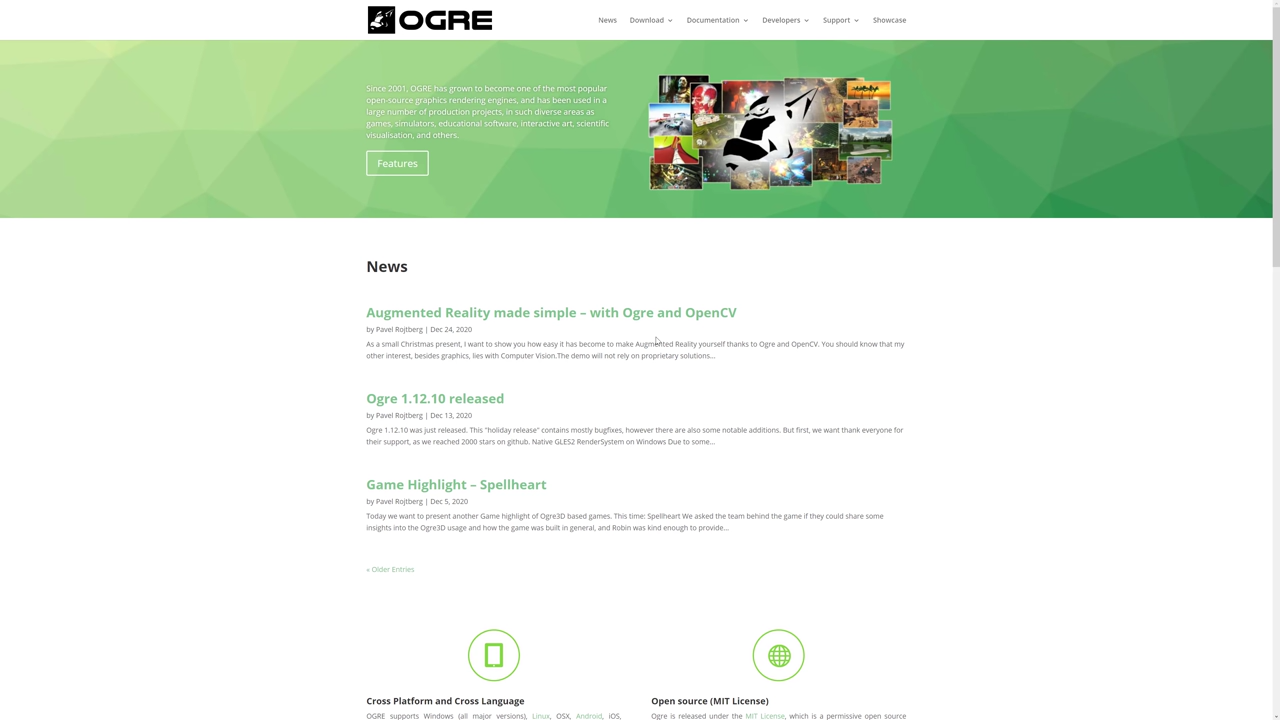 OGRE
News Download Documentation Developers Support Showcase
Since 2001, OGRE has grown to become one of the most popular
open-source graphics rendering engines, and has been used in a
large number of production projects, in such diverse areas as
games, simulators, educational software, interactive art, scientific
visualisation, and others.
Features
News
Augmented Reality made simple – with Ogre and OpenCV
by Pavel Rojtberg | Dec 24, 2020
As a small Christmas present, I want to show you how easy it has become to make Augmented Reality yourself thanks to Ogre and OpenCV. You should know that my
other interest, besides graphics, lies with Computer Vision.The demo will not rely on proprietary solutions...
Ogre 1.12.10 released
by Pavel Rojtberg | Dec 13, 2020
Ogre 1.12.10 was just released. This “holiday release” contains mostly bugfixes, however there are also some notable additions. But first, we want thank everyone for
their support, as we reached 2000 stars on github. Native GLES2 RenderSystem on Windows Due to some...
Game Highlight – Spellheart
by Pavel Rojtberg | Dec 5, 2020
Today we want to present another Game highlight of Ogre3D based games. This time: Spellheart We asked the team behind the game if they could share some
insights into the Ogre3D usage and how the game was built in general, and Robin was kind enough to provide...
« Older Entries
Cross Platform and Cross Language
OGRE supports Windows (all major versions), Linux, OSX, Android, iOS,
Open source (MIT License)
Ogre is released under the MIT License, which is a permissive open source